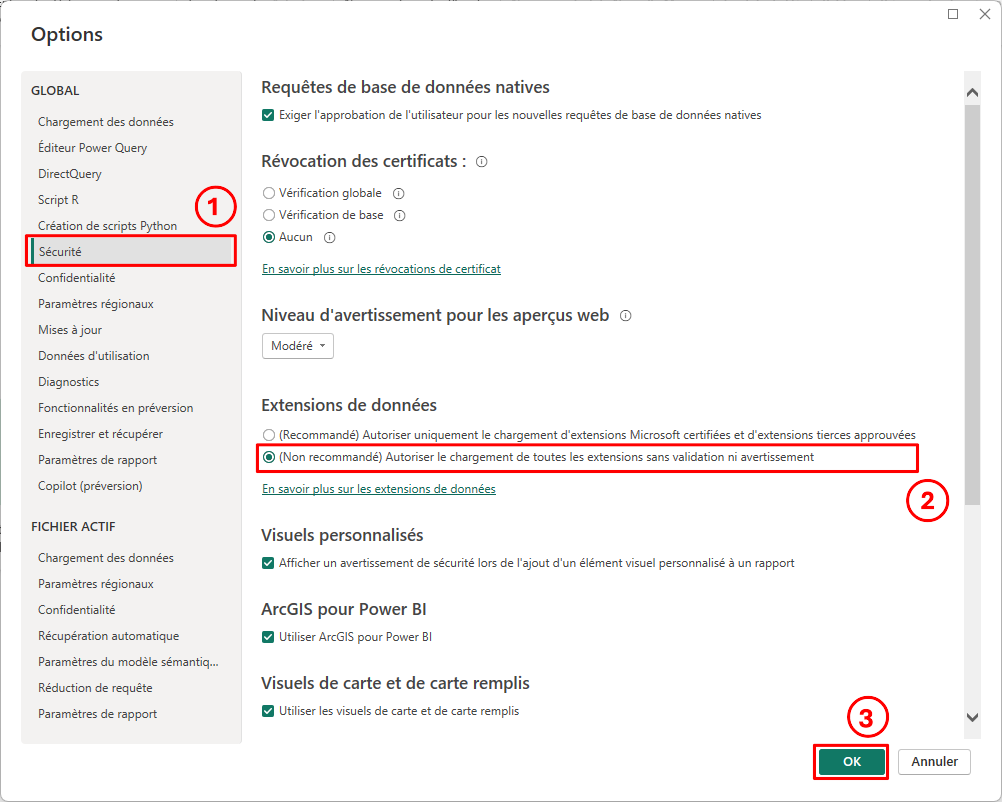 Options
GLOBAL
Chargement des données
Éditeur Power Query
DirectQuery
Script R
Création de scripts Python
1
Sécurité
Confidentialité
Paramètres régionaux
Mises à jour
Données d'utilisation
Diagnostics
Fonctionnalités en préversion
Enregistrer et récupérer
Paramètres de rapport
Copilot (préversion)
FICHIER ACTIF
Chargement des données
Paramètres régionaux
Confidentialité
Récupération automatique
Paramètres du modèle sémantiq...
Réduction de requête
Paramètres de rapport
Requêtes de base de données natives
Exiger l'approbation de l'utilisateur pour les nouvelles requêtes de base de données natives
Révocation des certificats :
Vérification globale
Vérification de base
Aucun
En savoir plus sur les révocations de certificat
Niveau d'avertissement pour les aperçus web
Modéré
Extensions de données
(Recommandé) Autoriser uniquement le chargement d'extensions Microsoft certifiées et d'extensions tierces approuvées
(Non recommandé) Autoriser le chargement de toutes les extensions sans validation ni avertissement
2
En savoir plus sur les extensions de données
Visuels personnalisés
Afficher un avertissement de sécurité lors de l'ajout d'un élément visuel personnalisé à un rapport
ArcGIS pour Power BI
Utiliser ArcGIS pour Power BI
Visuels de carte et de carte remplis
Utiliser les visuels de carte et de carte remplis
3
OK
Annuler